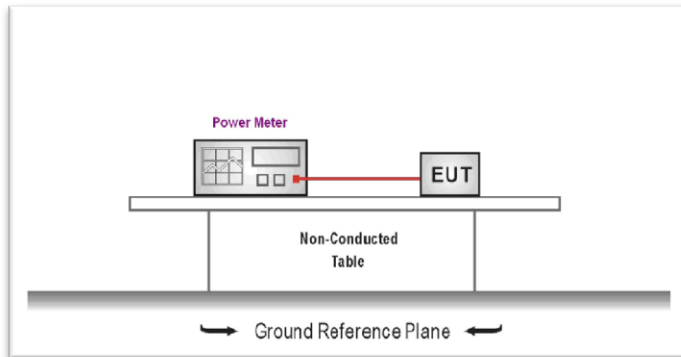 Power Meter
EUT
Non-Conducted
Table
Ground Reference Plane